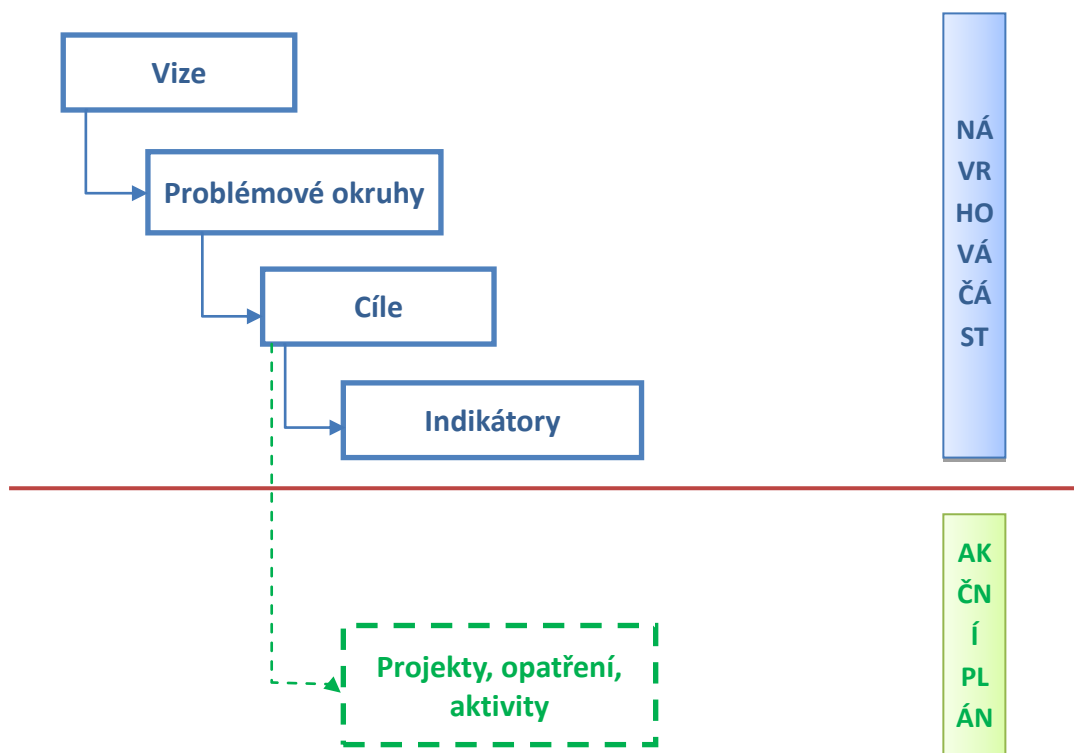 Vize
Problémové okruhy
Cíle
Indikátory
NÁ
VR
HO
VÁ
ČÁ
ST
Projekty, opatření,
aktivity
AK
ČN
Í
PL
ÁN